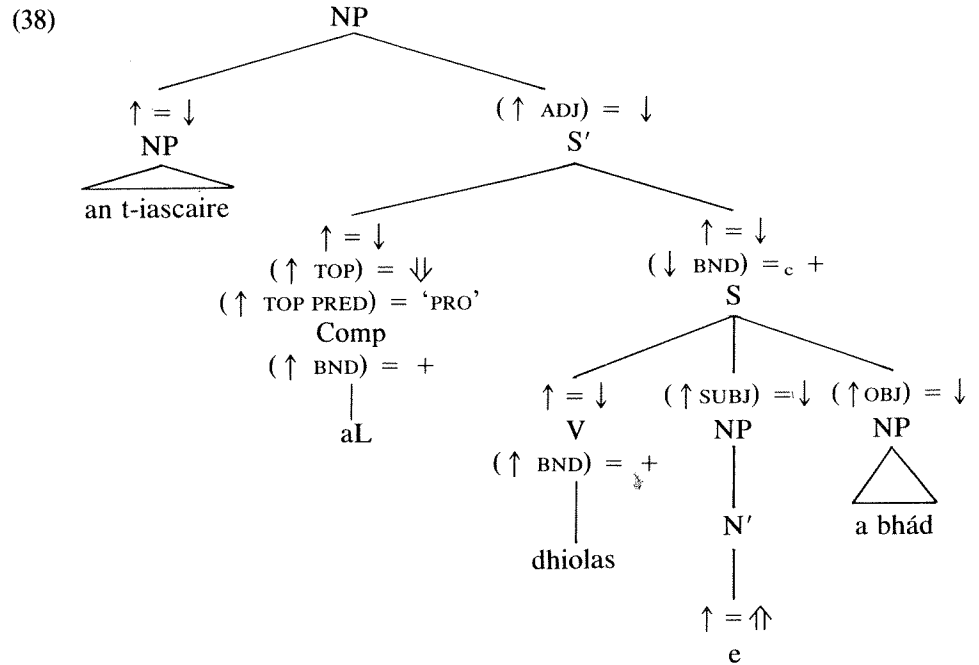 (38)
NP
↑ = ↓ (↑ ADJ) = ↓
NP S′
an t-iascaire
↑ = ↓ ↑ = ↓
(↑ TOP) = ⇓ (↓ BND) =c +
(↑ TOP PRED) = ‘PRO’ S
Comp
(↑ BND) = +
aL
↑ = ↓ (↑SUBJ) = ↓ (↑OBJ) = ↓
V NP NP
(↑ BND) = +
N′ a bhád
dhiolas
↑ = ⇑
e